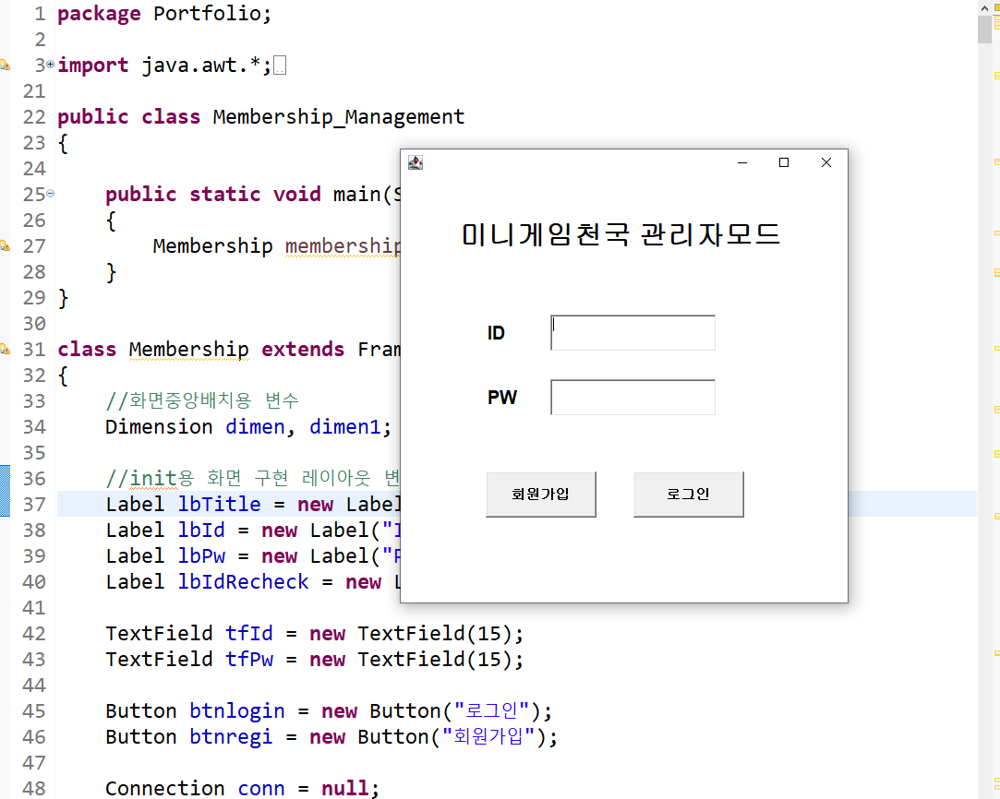 1 package Portfolio;
2
3 import java.awt.*;
21
22 public class Membership_Management
23 {
24
25 public static void main(
26 {
27 Membership membership
28 }
29 }
30
31 class Membership extends Fram
32 {
33 //화면중앙배치용 변수
34 Dimension dimen, dimen1;
35
36 //init용 화면 구현 레이아웃 변
37 Label lbTitle = new Label
38 Label lbId = new Label("I
39 Label lbPw = new Label("P
40 Label lbIdRecheck = new L
41
42 TextField tfId = new TextField(15);
43 TextField tfPw = new TextField(15);
44
45 Button btnlogin = new Button("로그인");
46 Button btnregi = new Button("회원가입");
47
48 Connection conn = null;
미니게임천국 관리자모드
ID
PW
회원가입 로그인